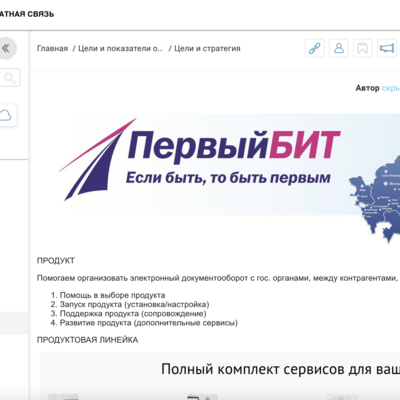 АТНАЯ СВЯЗЬ
Главная / Цели и показатели о... / Цели и стратегия
Автор скры
ПервыйБИТ
Если быть, то быть первым
ПРОДУКТ
Помогаем организовать электронный документооборот с гос. органами, между контрагентами,
1. Помощь в выборе продукта
2. Запуск продукта (установка/настройка)
3. Поддержка продукта (сопровождение)
4. Развитие продукта (дополнительные сервисы)
ПРОДУКТОВАЯ ЛИНЕЙКА
Полный комплект сервисов для ваш